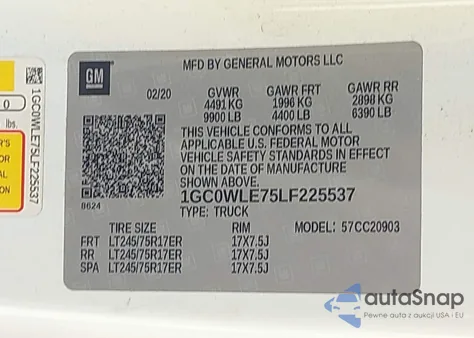 GM
MFD BY GENERAL MOTORS LLC
02/20 GVWR GAWR FRT GAWR RR
4491 KG 1996 KG 2898 KG
9900 LB 4400 LB 6390 LB
THIS VEHICLE CONFORMS TO ALL
APPLICABLE U.S. FEDERAL MOTOR
VEHICLE SAFETY STANDARDS IN EFFECT
ON THE DATE OF MANUFACTURE
SHOWN ABOVE.
8624
1GC0WLE75LF225537
TYPE: TRUCK
TIRE SIZE RIM MODEL: 57CC20903
FRT LT245/75R17ER 17X7.5J
RR LT245/75R17ER 17X7.5J
SPA LT245/75R17ER 17X7.5J
1GC0WLE75LF225537
0
lbs.
autoSnap
Pewne auta z aukcji USA i EU